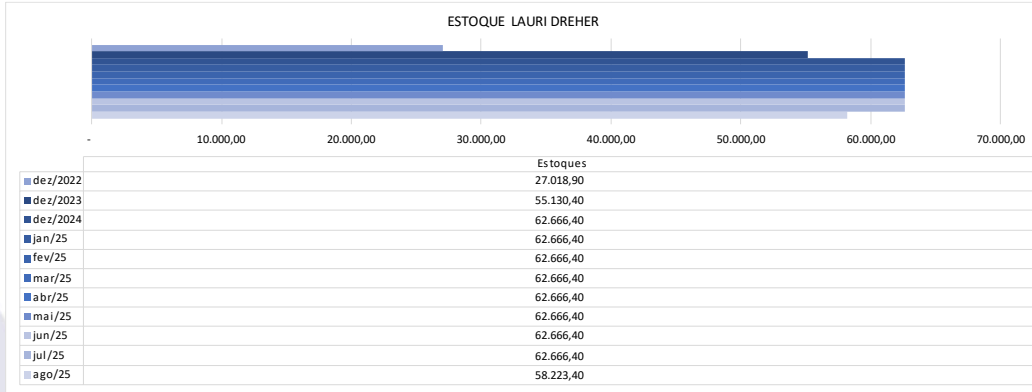 ESTOQUE LAURI DREHER
- 10.000,00 20.000,00 30.000,00 40.000,00 50.000,00 60.000,00 70.000,00
Estoques
dez/2022 27.018,90
dez/2023 55.130,40
dez/2024 62.666,40
jan/25 62.666,40
fev/25 62.666,40
mar/25 62.666,40
abr/25 62.666,40
mai/25 62.666,40
jun/25 62.666,40
jul/25 62.666,40
ago/25 58.223,40